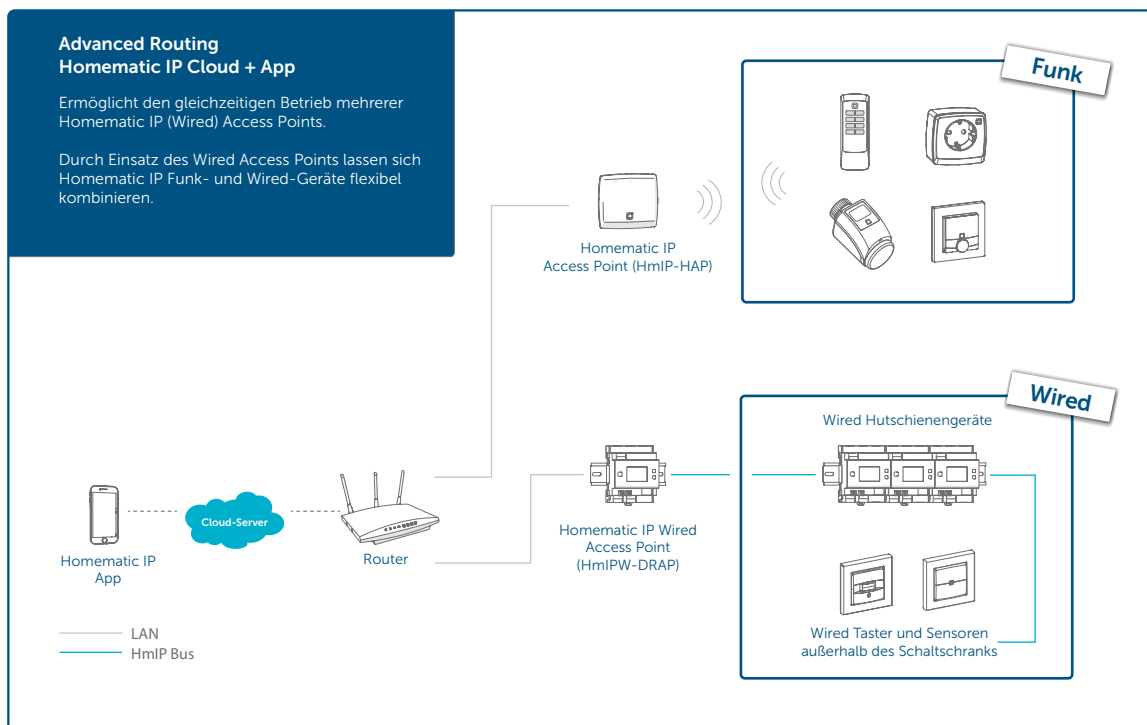 Advanced Routing
Homematic IP Cloud + App
Ermöglicht den gleichzeitigen Betrieb mehrerer
Homematic IP (Wired) Access Points.
Durch Einsatz des Wired Access Points lassen sich
Homematic IP Funk- und Wired-Geräte flexibel
kombinieren.
Funk
Homematic IP
Access Point (HmIP-HAP)
Wired
Wired Hutschienengeräte
Cloud-Server
Homematic IP
App
Router
Homematic IP Wired
Access Point
(HmIPW-DRAP)
Wired Taster und Sensoren
außerhalb des Schaltschranks
LAN
HmIP Bus